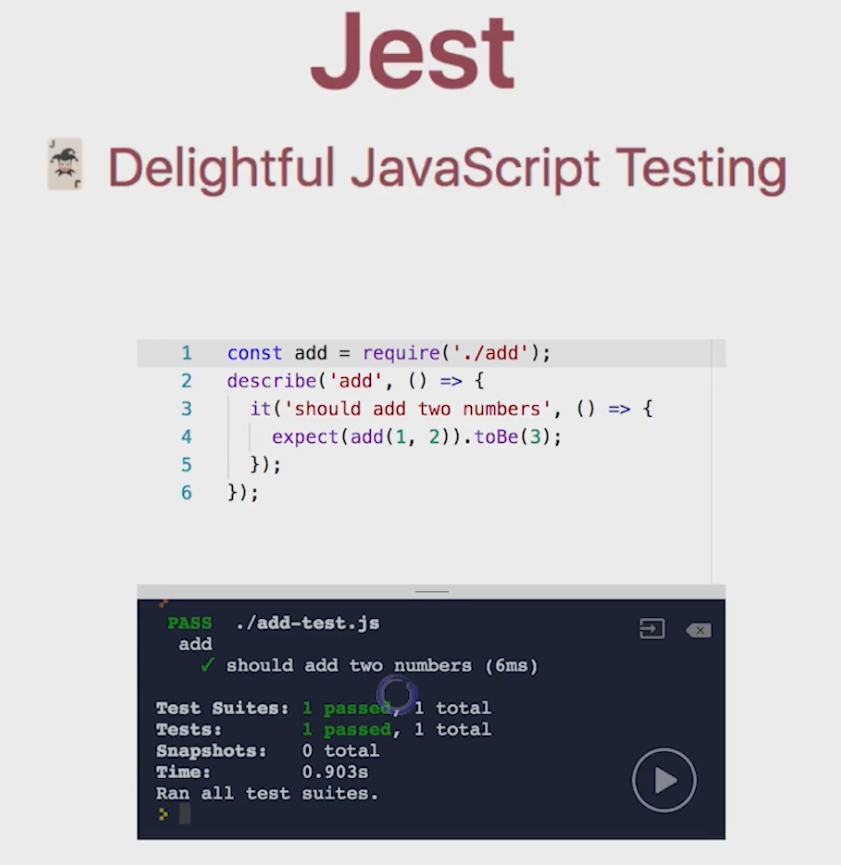 Jest
Delightful JavaScript Testing
1 const add = require('./add');
2 describe('add', () => {
3   it('should add two numbers', () => {
4     expect(add(1, 2)).toBe(3);
5   });
6 });
PASS ./add-test.js
add
✓ should add two numbers (6ms)
Test Suites: 1 passed, 1 total
Tests: 1 passed, 1 total
Snapshots: 0 total
Time: 0.903s
Ran all test suites.
>